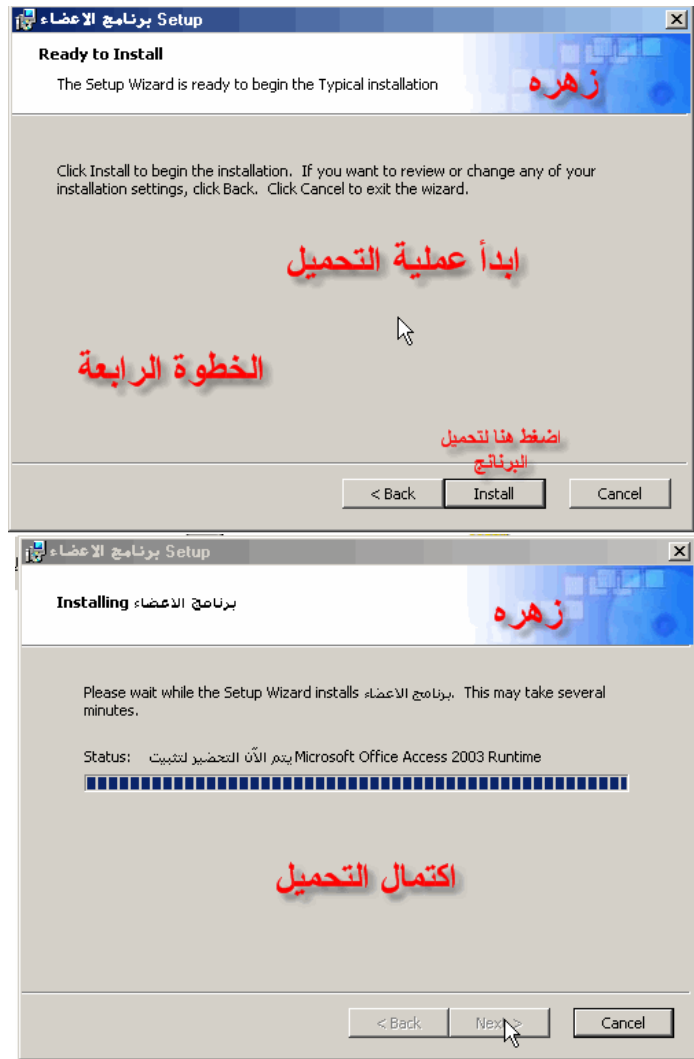 برنامج الاعضاء Setup
Ready to Install
The Setup Wizard is ready to begin the Typical installation
زهره
Click Install to begin the installation. If you want to review or change any of your
installation settings, click Back. Click Cancel to exit the wizard.
ابدأ عملية التحميل
الخطوة الرابعة
اضغط هنا لتحميل
البرنانج
< Back Install Cancel
برنامج الاعضاء Setup
Installing برنامج الاعضاء
زهره
Please wait while the Setup Wizard installs برنامج الاعضاء. This may take several
minutes.
Status: يتم الآن التحضير لتثبيت Microsoft Office Access 2003 Runtime
اكتمال التحميل
< Back Next > Cancel